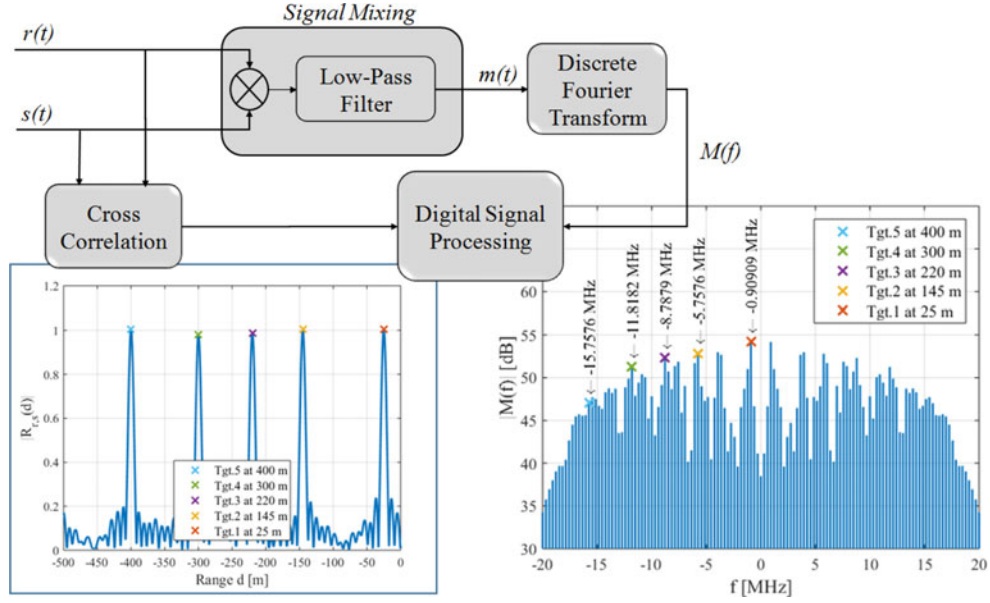 Signal Mixing
r(t)
s(t)
Low-Pass
Filter
m(t)
Discrete
Fourier
Transform
M(f)
Cross
Correlation
Digital Signal
Processing
1.2
1
0.8
0.6
0.4
0.2
0
|R_{r,s}(d)|
Tgt.5 at 400 m
Tgt.4 at 300 m
Tgt.3 at 220 m
Tgt.2 at 145 m
Tgt.1 at 25 m
-500 -450 -400 -350 -300 -250 -200 -150 -100 -50 0
Range d [m]
65
60
55
50
45
40
35
30
|M(f)| [dB]
-15.7576 MHz
-11.8182 MHz
-8.7879 MHz
-5.7576 MHz
-0.90909 MHz
Tgt.5 at 400 m
Tgt.4 at 300 m
Tgt.3 at 220 m
Tgt.2 at 145 m
Tgt.1 at 25 m
-20 -15 -10 -5 0 5 10 15 20
f [MHz]